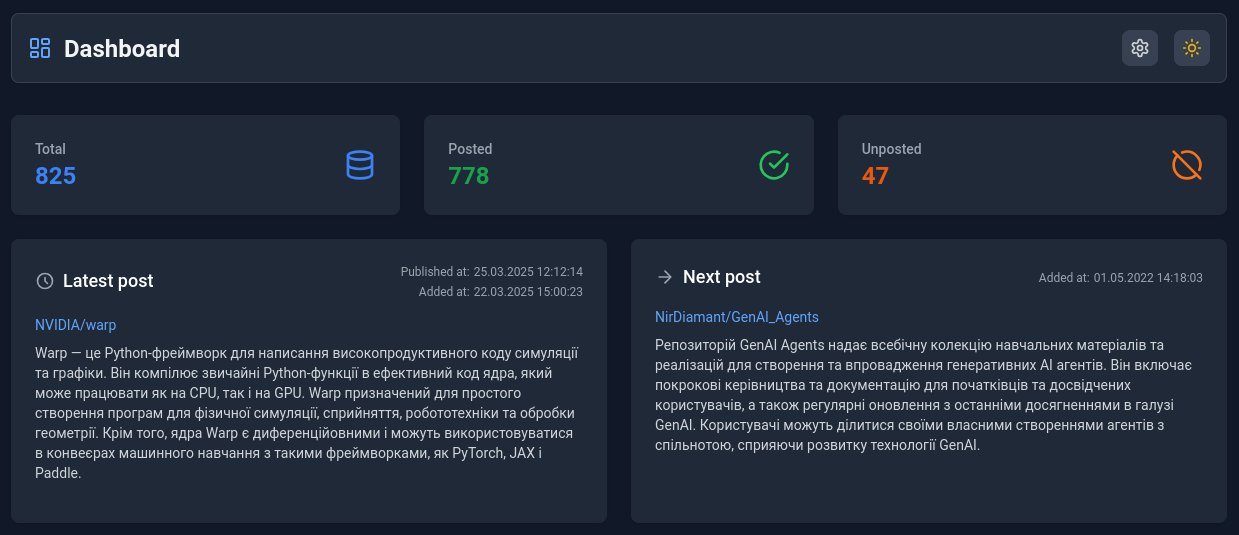 Dashboard
Total
825
Posted
778
Unposted
47
Latest post
Published at: 25.03.2025 12:12:14
Added at: 22.03.2025 15:00:23
NVIDIA/warp
Warp — це Python-фреймворк для написання високопродуктивного коду симуляції
та графіки. Він компілює звичайні Python-функції в ефективний код ядра, який
може працювати як на CPU, так і на GPU. Warp призначений для простого
створення програм для фізичної симуляції, сприйняття, робототехніки та обробки
геометрії. Крім того, ядра Warp є диференційовними і можуть використовуватися
в конвеєрах машинного навчання з такими фреймворками, як PyTorch, JAX і
Paddle.
Next post
Added at: 01.05.2022 14:18:03
NirDiamant/GenAI_Agents
Репозиторій GenAI Agents надає всебічну колекцію навчальних матеріалів та
реалізацій для створення та впровадження генеративних AI агентів. Він включає
покрокові керівництва та документацію для початківців та досвідчених
користувачів, а також регулярні оновлення з останніми досягненнями в галузі
GenAI. Користувачі можуть ділитися своїми власними створеннями агентів з
спільнотою, сприяючи розвитку технології GenAI.